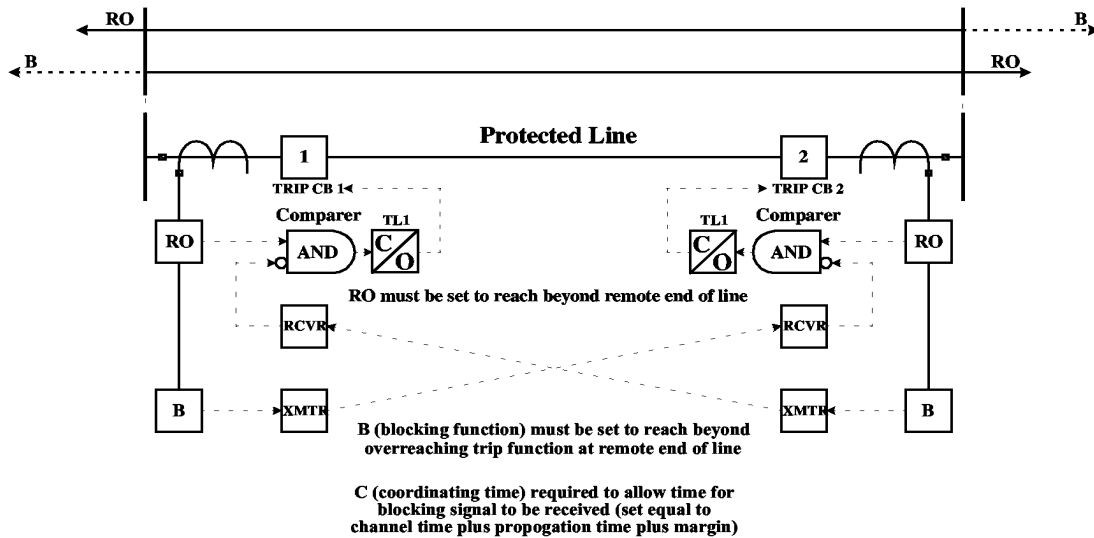 RO
B
B
RO
Protected Line
1
2
TRIP CB 1
TRIP CB 2
Comparer
Comparer
TL1
TL1
RO
AND
C/O
C/O
AND
RO
RO must be set to reach beyond remote end of line
RCVR
RCVR
B
XMTR
XMTR
B
B (blocking function) must be set to reach beyond
overreaching trip function at remote end of line
C (coordinating time) required to allow time for
blocking signal to be received (set equal to
channel time plus propogation time plus margin)